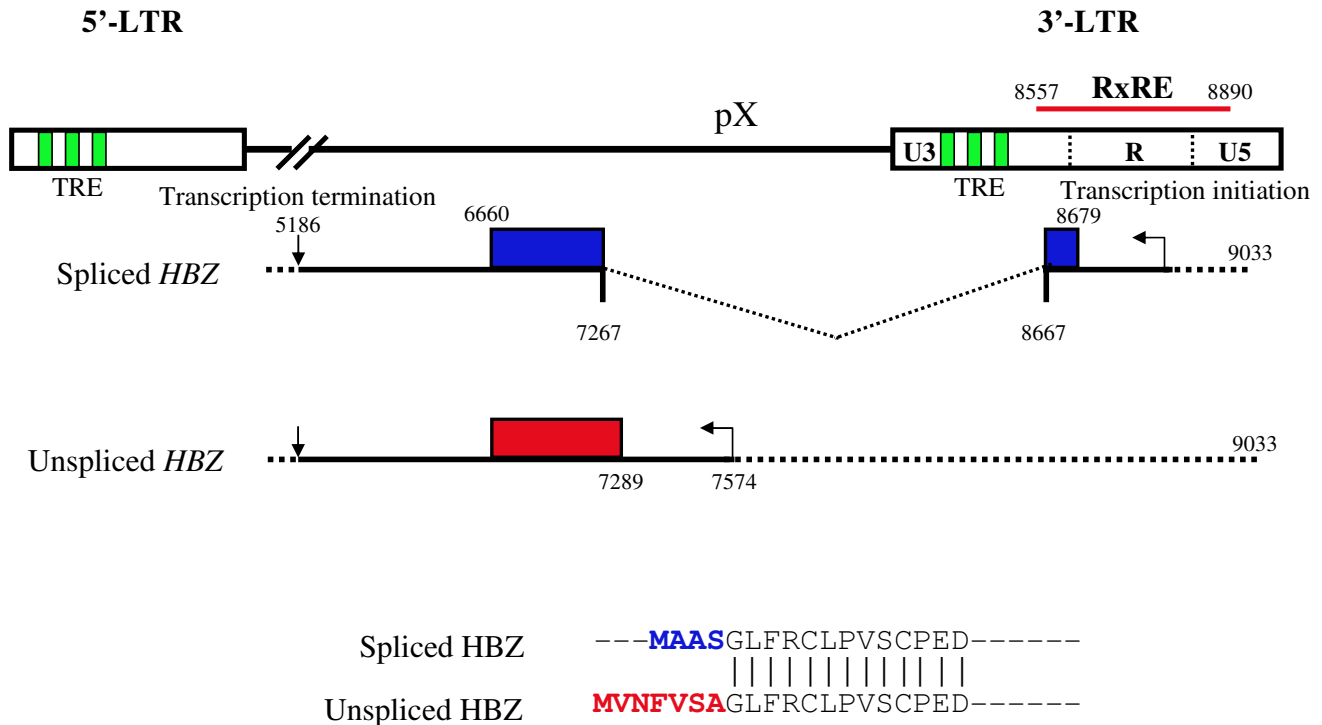 5’-LTR 3’-LTR
8557 RxRE 8890
pX
U3 R U5
TRE TRE
Transcription termination Transcription initiation
5186 6660 8679
Spliced HBZ 9033
7267 8667
Unspliced HBZ 9033
7289 7574
Spliced HBZ ---MAASGLFRCLPVSCPED------
|||||||||||||
Unspliced HBZ MVNFVSAGLFRCLPVSCPED------